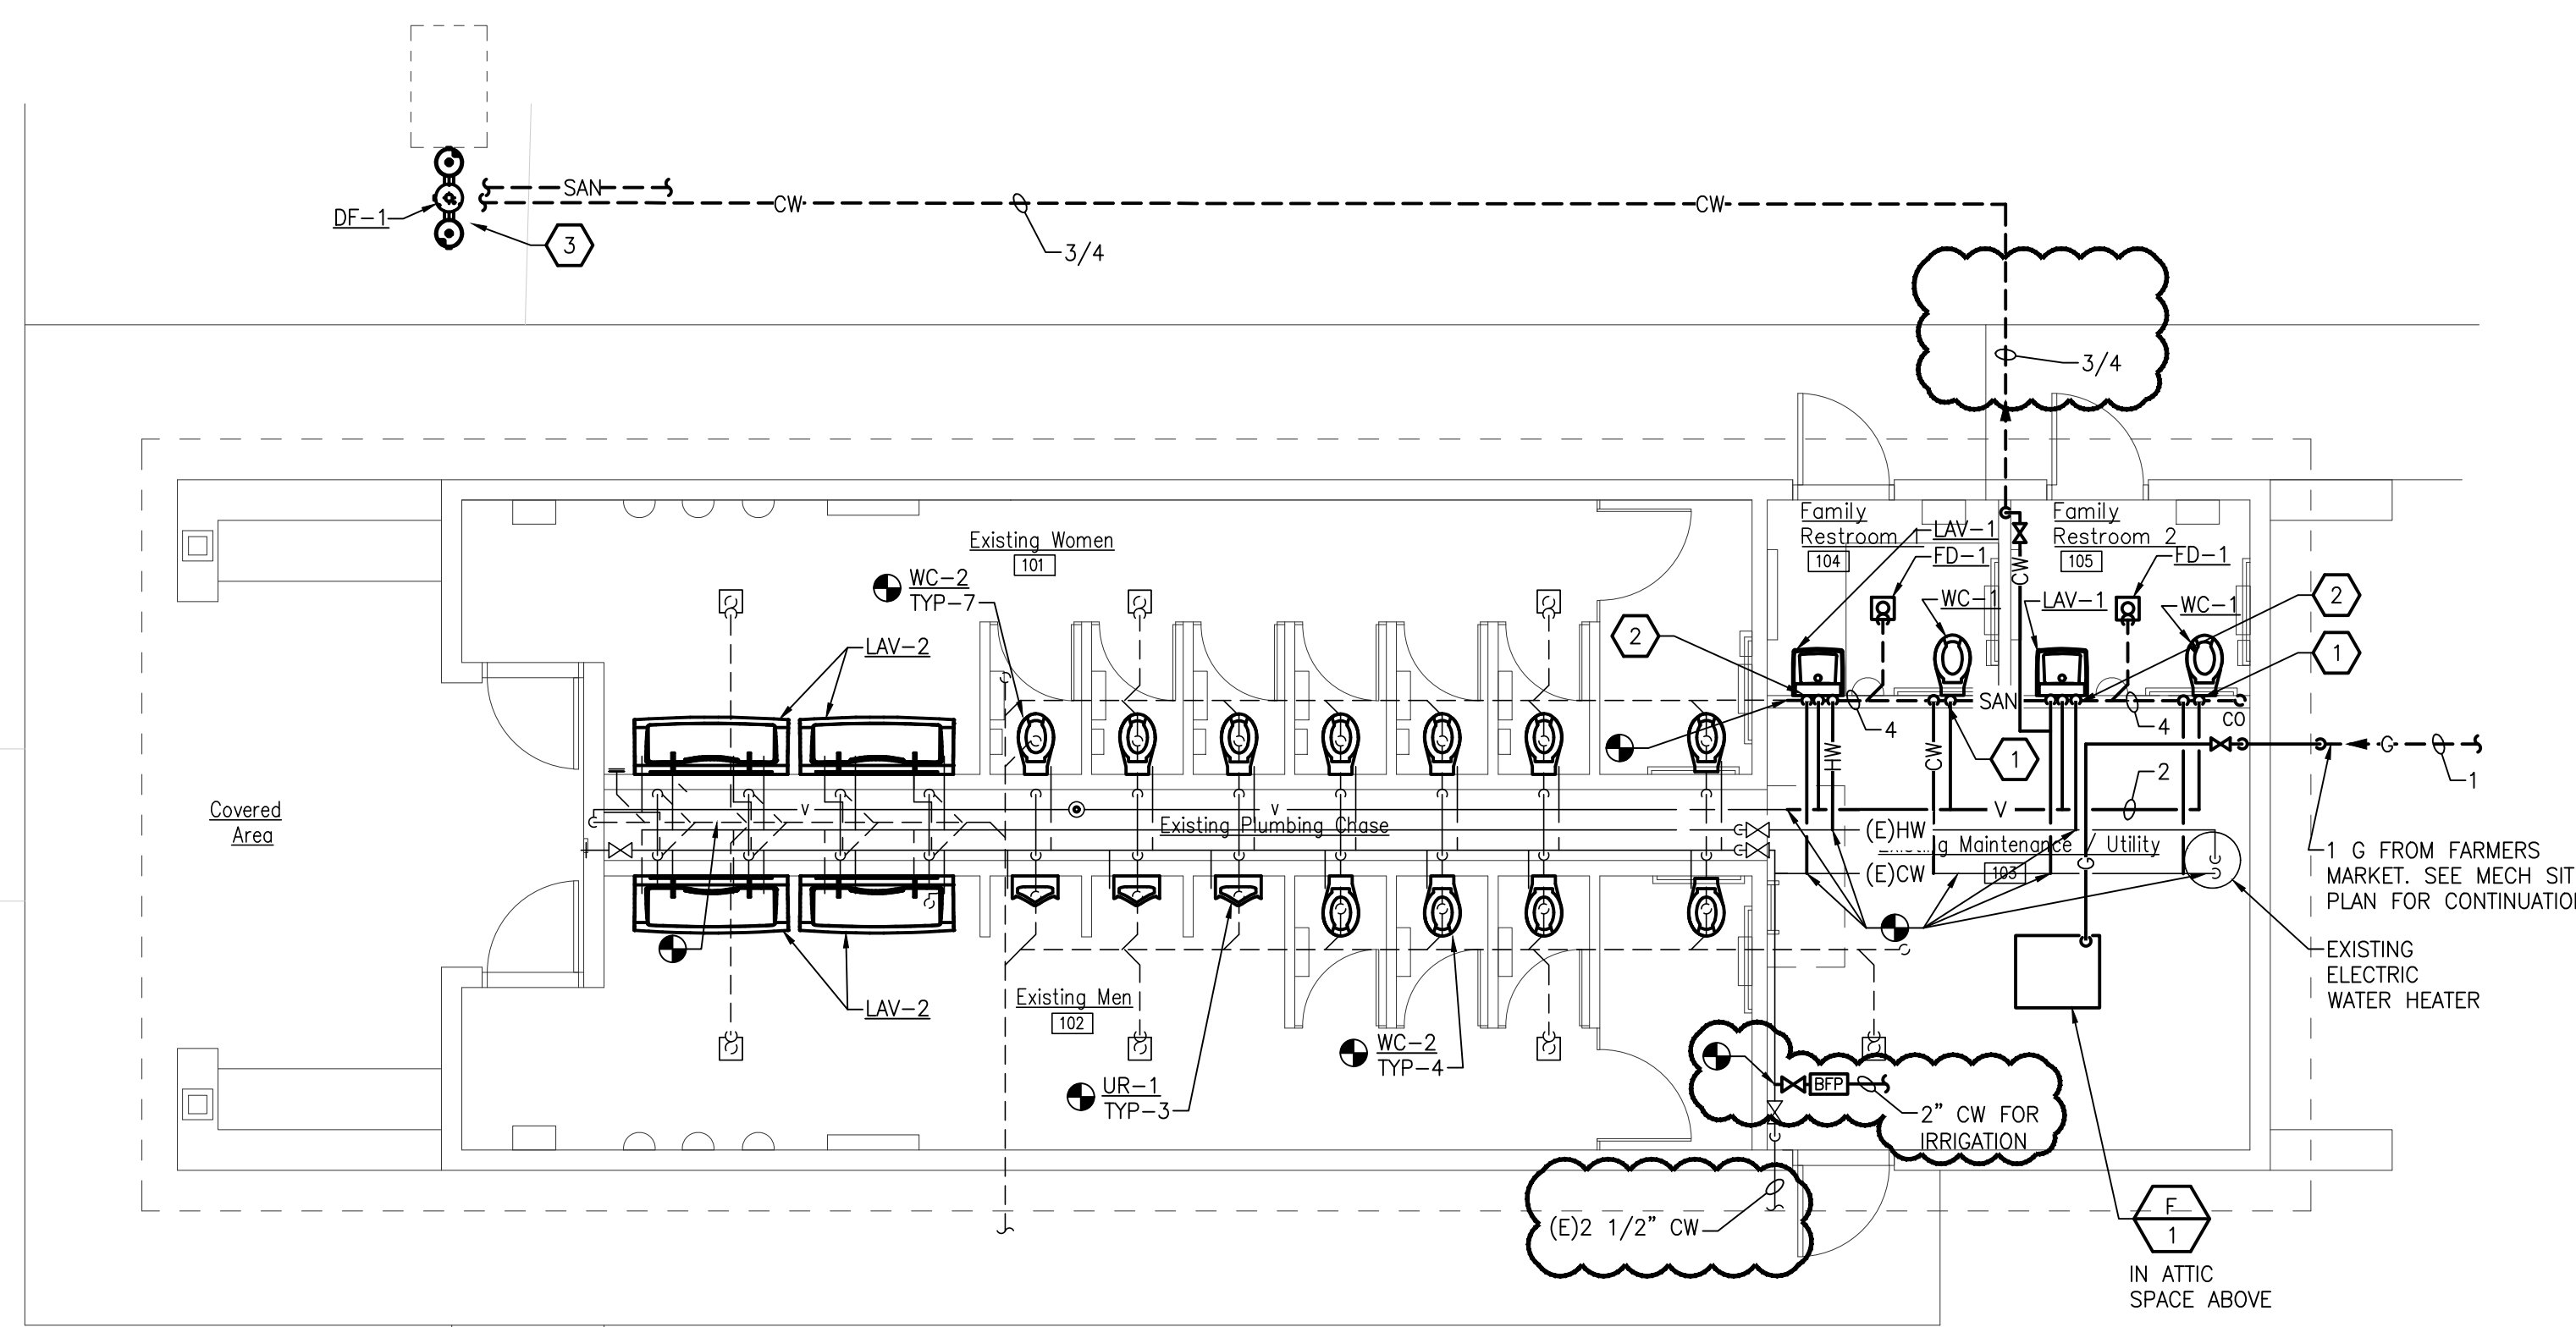 SAN
CW
CW
DF-1
3
3/4
3/4
Family
Restroom 1
104
LAV-1
FD-1
WC-1
CW
Family
Restroom 2
105
FD-1
LAV-1
WC-1
2
1
2
Existing Women
101
WC-2
TYP-7
LAV-2
SAN
4
4
CO
HW
CW
1
G
1
2
V
V
V
Covered
Area
Existing Plumbing Chase
(E)HW
Maintenance / Utility
(E)CW
103
G
1 G FROM FARMERS
MARKET. SEE MECH SIT
PLAN FOR CONTINUATIO
EXISTING
ELECTRIC
WATER HEATER
LAV-2
Existing Men
102
WC-2
TYP-4
UR-1
TYP-3
BFP
2" CW FOR
IRRIGATION
(E)2 1/2" CW
F
1
IN ATTIC
SPACE ABOVE